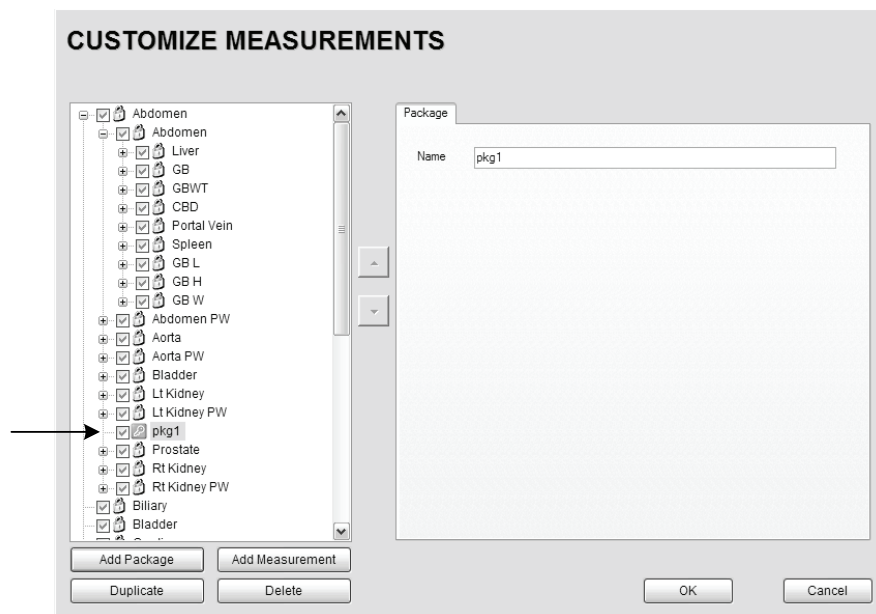 CUSTOMIZE MEASUREMENTS
Abdomen
Abdomen
Liver
GB
GBWT
CBD
Portal Vein
Spleen
GB L
GB H
GB W
Abdomen PW
Aorta
Aorta PW
Bladder
Lt Kidney
Lt Kidney PW
pkg1
Prostate
Rt Kidney
Rt Kidney PW
Biliary
Bladder
Add Package
Add Measurement
Duplicate
Delete
Package
Name pkg1
OK
Cancel